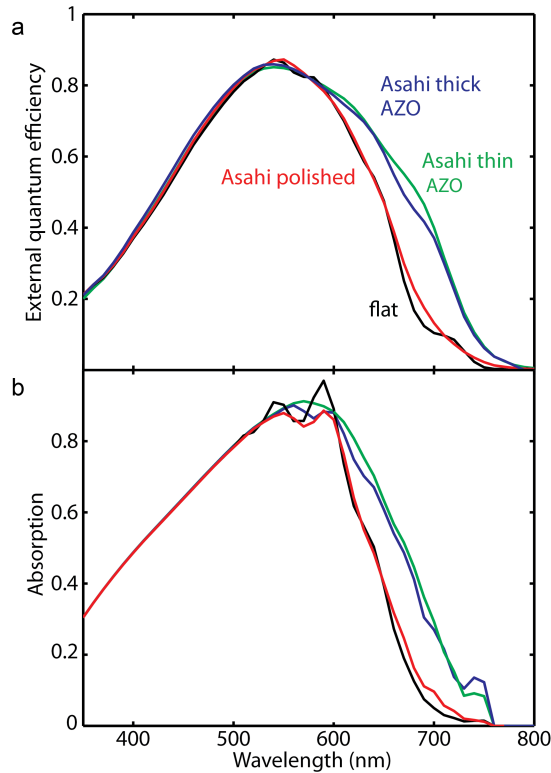 a
External quantum efficiency
1
0.8
0.6
0.4
0.2
Asahi thick
AZO
Asahi thin
AZO
Asahi polished
flat
b
Absorption
0.8
0.6
0.4
0.2
0
400
500
600
700
800
Wavelength (nm)